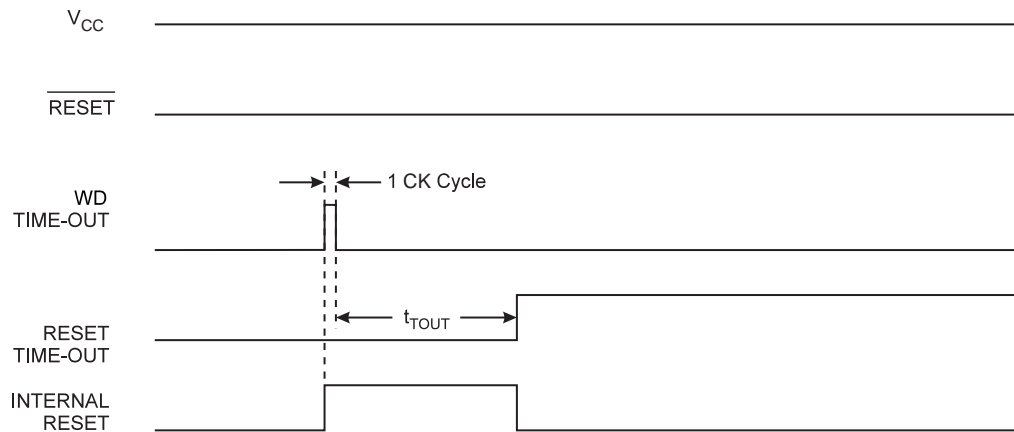 VCC
RESET
1 CK Cycle
WD
TIME-OUT
tTOUT
RESET
TIME-OUT
INTERNAL
RESET